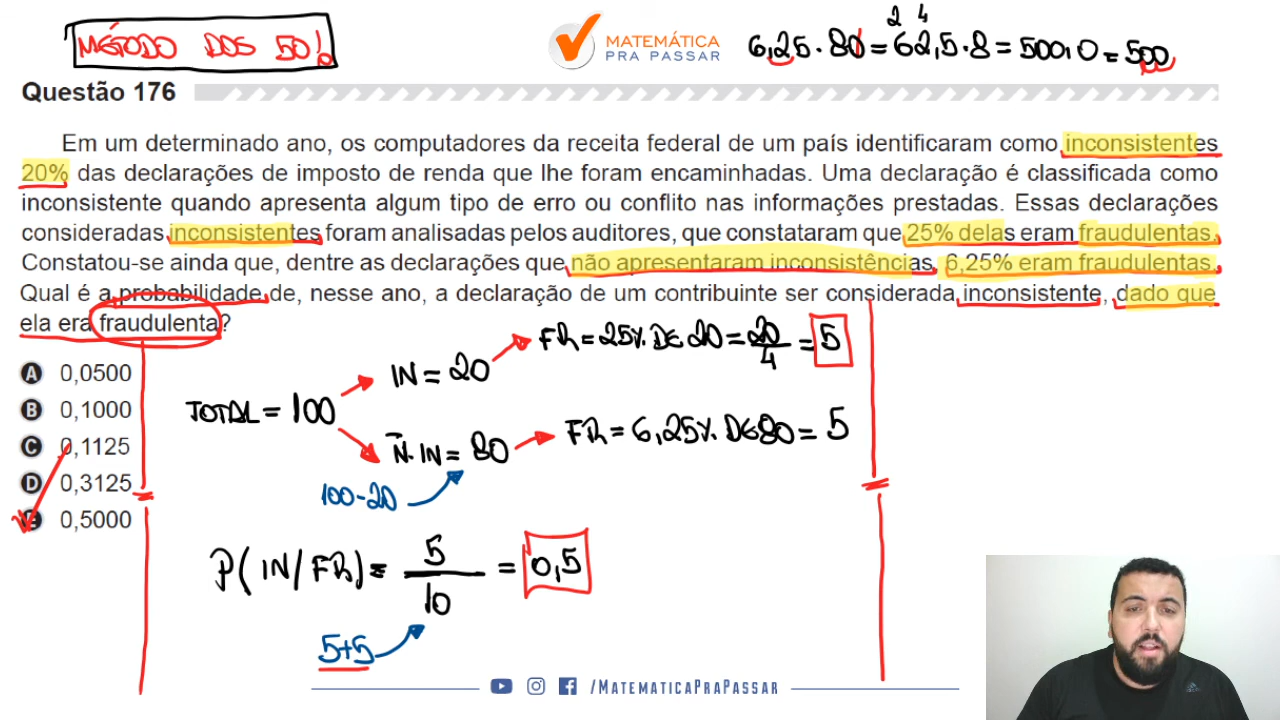 MÉTODO DOS 50!
MATEMÁTICA
PRA PASSAR
2 4
6,25 · 80 = 62,5 · 8 = 500,0 = 500
Questão 176
Em um determinado ano, os computadores da receita federal de um país identificaram como inconsistentes
20% das declarações de imposto de renda que lhe foram encaminhadas. Uma declaração é classificada como
inconsistente quando apresenta algum tipo de erro ou conflito nas informações prestadas. Essas declarações
consideradas inconsistentes foram analisadas pelos auditores, que constataram que 25% delas eram fraudulentas.
Constatou-se ainda que, dentre as declarações que não apresentaram inconsistências, 6,25% eram fraudulentas.
Qual é a probabilidade de, nesse ano, a declaração de um contribuinte ser considerada inconsistente, dado que
ela era fraudulenta?
A 0,0500
B 0,1000
C 0,1125
D 0,3125
E 0,5000
TOTAL = 100
IN = 20
FR = 25% DE 20 = 20/4 = 5
N. IN = 80
FR = 6,25% DE 80 = 5
100-20
P(IN/FR) = 5/10 = 0,5
5+5
/MatematicaPraPassar